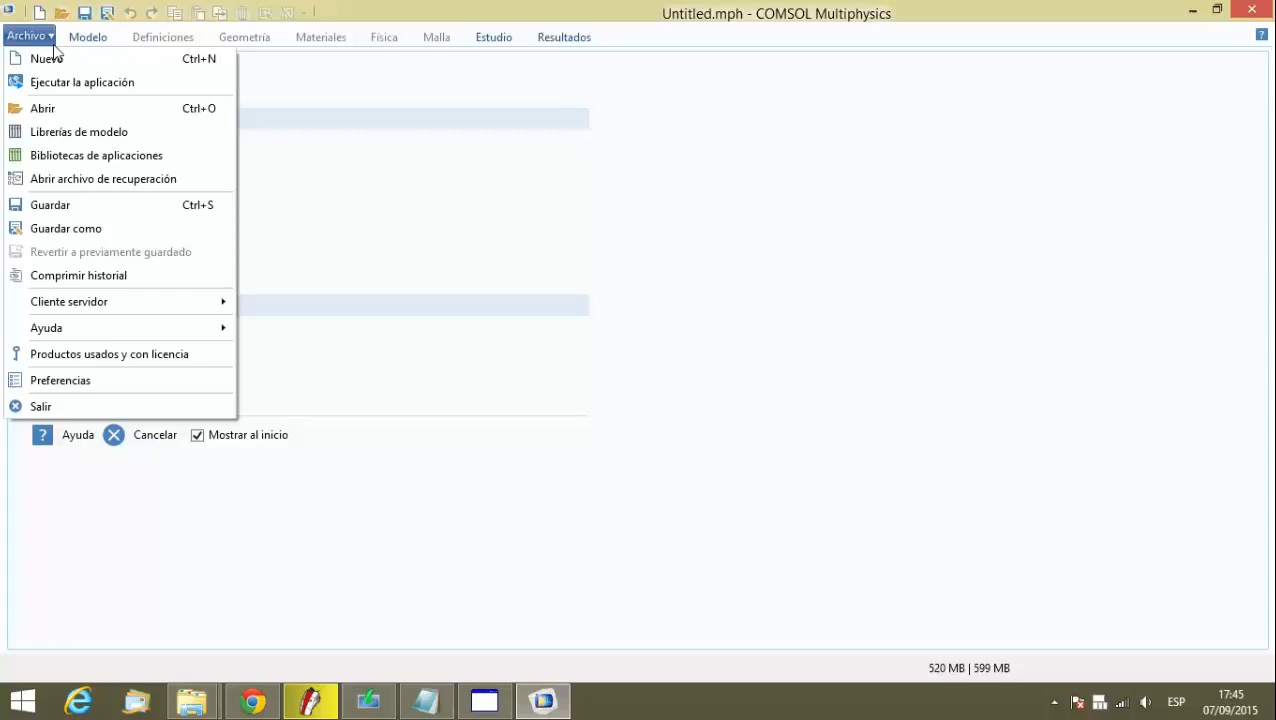 Untitled.mph - COMSOL Multiphysics
Archivo Modelo Definiciones Geometría Materiales Física Malla Estudio Resultados
Nuevo Ctrl+N
Ejecutar la aplicación
Abrir Ctrl+O
Librerías de modelo
Bibliotecas de aplicaciones
Abrir archivo de recuperación
Guardar Ctrl+S
Guardar como
Revertir a previamente guardado
Comprimir historial
Cliente servidor
Ayuda
Productos usados y con licencia
Preferencias
Salir
? Ayuda Cancelar Mostrar al inicio
520 MB | 599 MB
ESP
17:45
07/09/2015